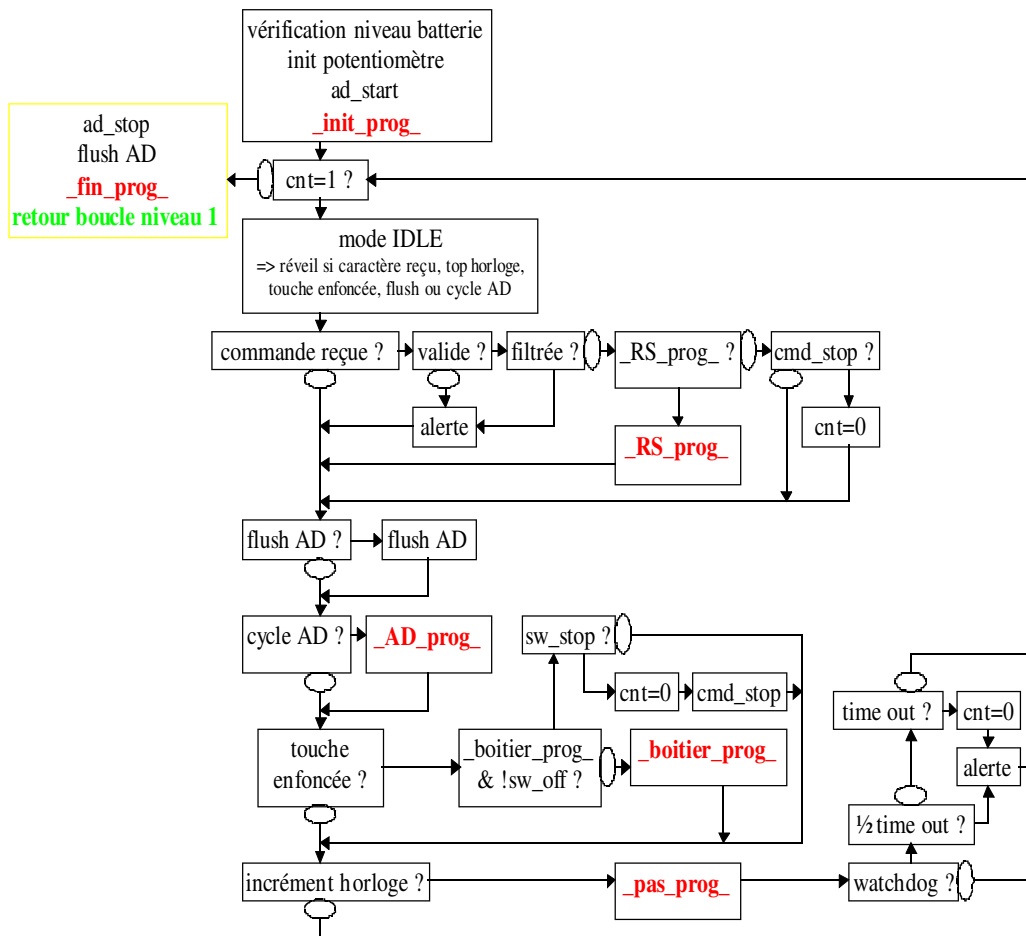 vérification niveau batterie
init potentiomètre
ad_start
_init_prog_
ad_stop
flush AD
_fin_prog_
retour boucle niveau 1
cnt=1 ?
mode IDLE
=> réveil si caractère reçu, top horloge,
touche enfoncée, flush ou cycle AD
commande reçue ?
valide ?
filtrée ?
_RS_prog_ ?
cmd_stop ?
alerte
_RS_prog_
cnt=0
flush AD ?
flush AD
cycle AD ?
_AD_prog_
sw_stop ?
cnt=0
cmd_stop
time out ?
cnt=0
touche
enfoncée ?
_boitier_prog_
& !sw_off ?
_boitier_prog_
alerte
½ time out ?
incrément horloge ?
_pas_prog_
watchdog ?